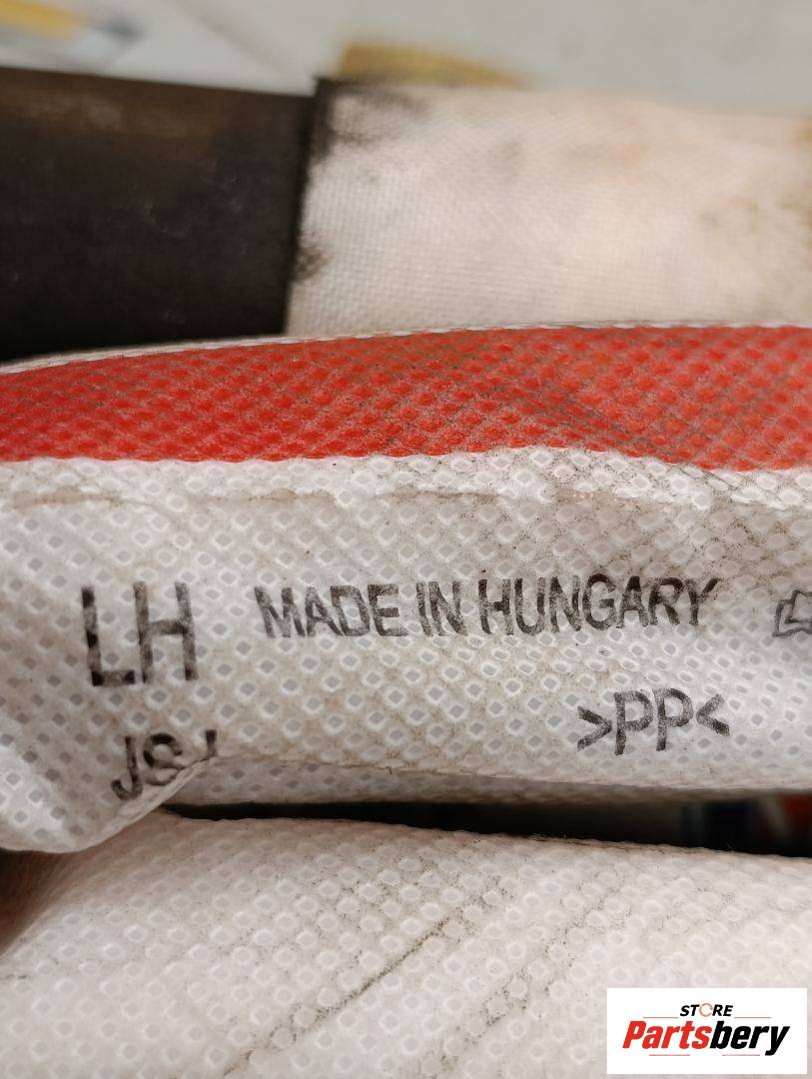 LH MADE IN HUNGARY
>PP<
STORE
Partsbery